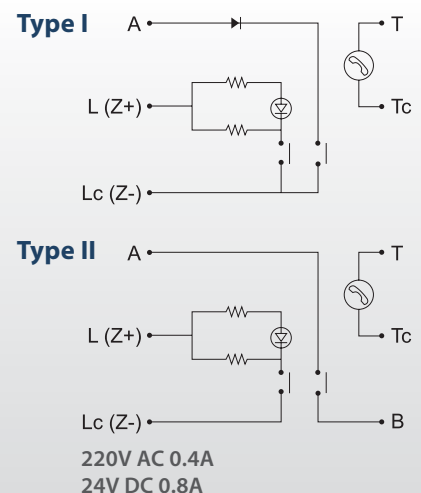 Type I A T
L (Z+) Tc
Lc (Z-)
Type II A T
L (Z+) Tc
Lc (Z-) B
220V AC 0.4A
24V DC 0.8A